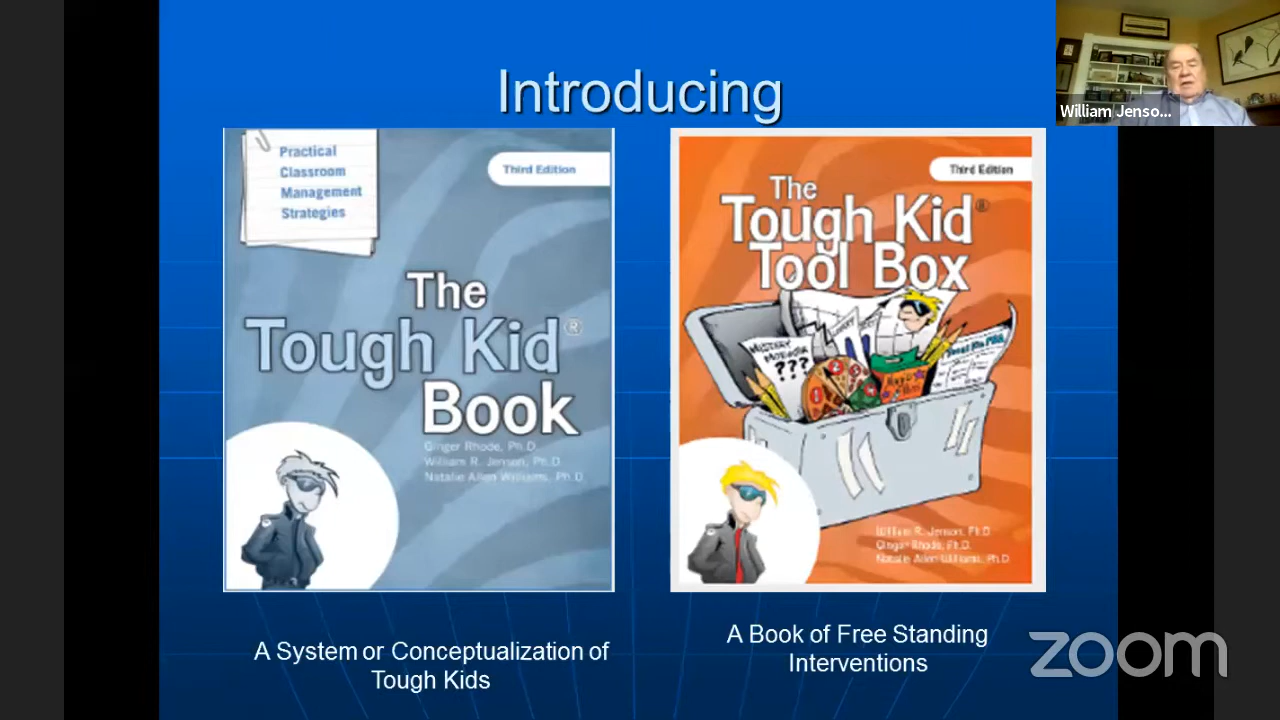 Introducing
William Jenso...
Practical
Classroom
Management
Strategies
Third Edition
The
Tough Kid®
Book
Ginger Rhode, Ph.D.
William R. Jenson, Ph.D.
Natalie Allen Williams, Ph.D.
Third Edition
The
Tough Kid®
Tool Box
MYSTERY
MOTIVATOR
???
William R. Jenson, Ph.D.
Ginger Rhode, Ph.D.
Natalie Allen Williams, Ph.D.
A System or Conceptualization of
Tough Kids
A Book of Free Standing
Interventions
zoom